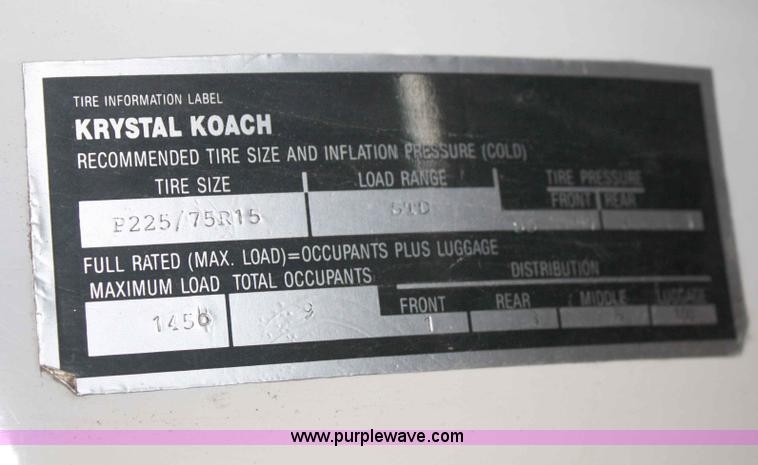 TIRE INFORMATION LABEL
KRYSTAL KOACH
RECOMMENDED TIRE SIZE AND INFLATION PRESSURE (COLD)
TIRE SIZE LOAD RANGE TIRE PRESSURE
FRONT REAR
P225/75R15 STD
FULL RATED (MAX. LOAD)=OCCUPANTS PLUS LUGGAGE
MAXIMUM LOAD TOTAL OCCUPANTS DISTRIBUTION
FRONT REAR MIDDLE LUGGAGE
1456 9 1
www.purplewave.com